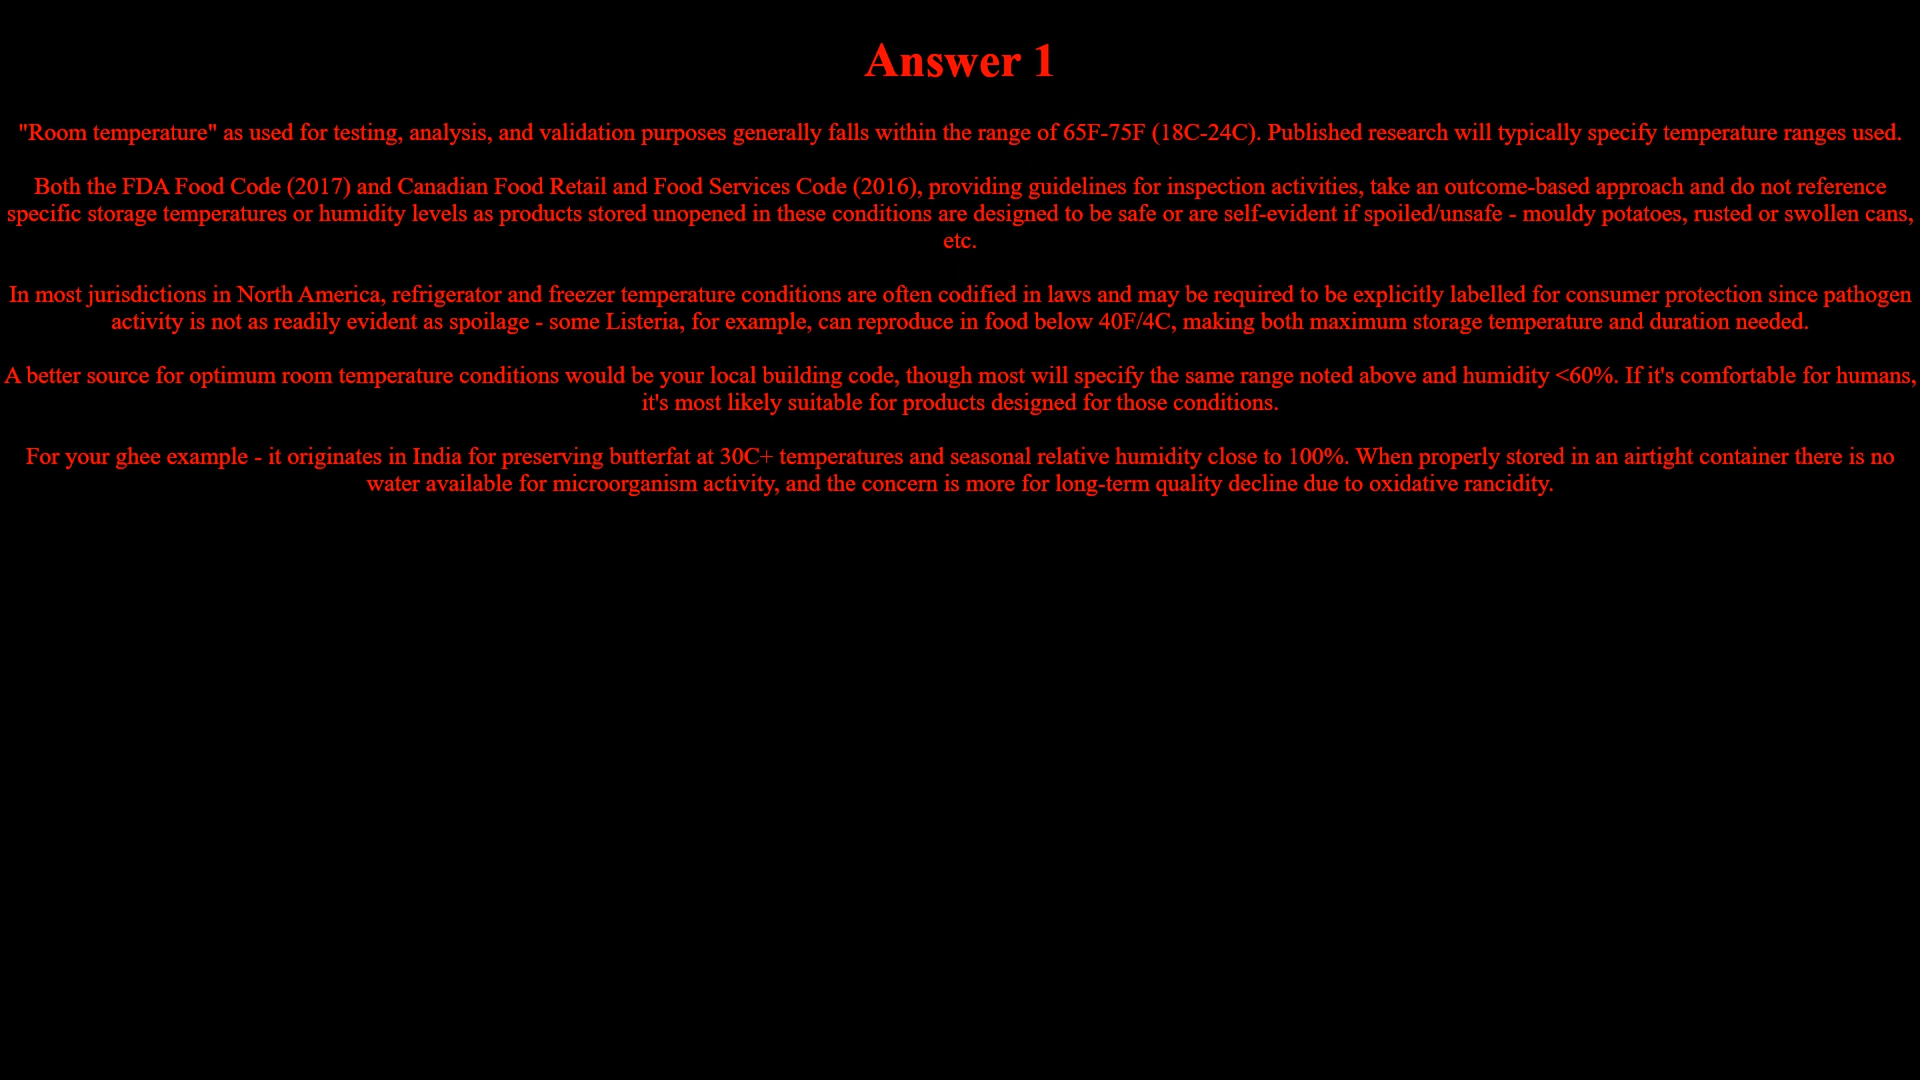 Answer 1
"Room temperature" as used for testing, analysis, and validation purposes generally falls within the range of 65F-75F (18C-24C). Published research will typically specify temperature ranges used.
Both the FDA Food Code (2017) and Canadian Food Retail and Food Services Code (2016), providing guidelines for inspection activities, take an outcome-based approach and do not reference
specific storage temperatures or humidity levels as products stored unopened in these conditions are designed to be safe or are self-evident if spoiled/unsafe - mouldy potatoes, rusted or swollen cans,
etc.
In most jurisdictions in North America, refrigerator and freezer temperature conditions are often codified in laws and may be required to be explicitly labelled for consumer protection since pathogen
activity is not as readily evident as spoilage - some Listeria, for example, can reproduce in food below 40F/4C, making both maximum storage temperature and duration needed.
A better source for optimum room temperature conditions would be your local building code, though most will specify the same range noted above and humidity <60%. If it's comfortable for humans,
it's most likely suitable for products designed for those conditions.
For your ghee example - it originates in India for preserving butterfat at 30C+ temperatures and seasonal relative humidity close to 100%. When properly stored in an airtight container there is no
water available for microorganism activity, and the concern is more for long-term quality decline due to oxidative rancidity.